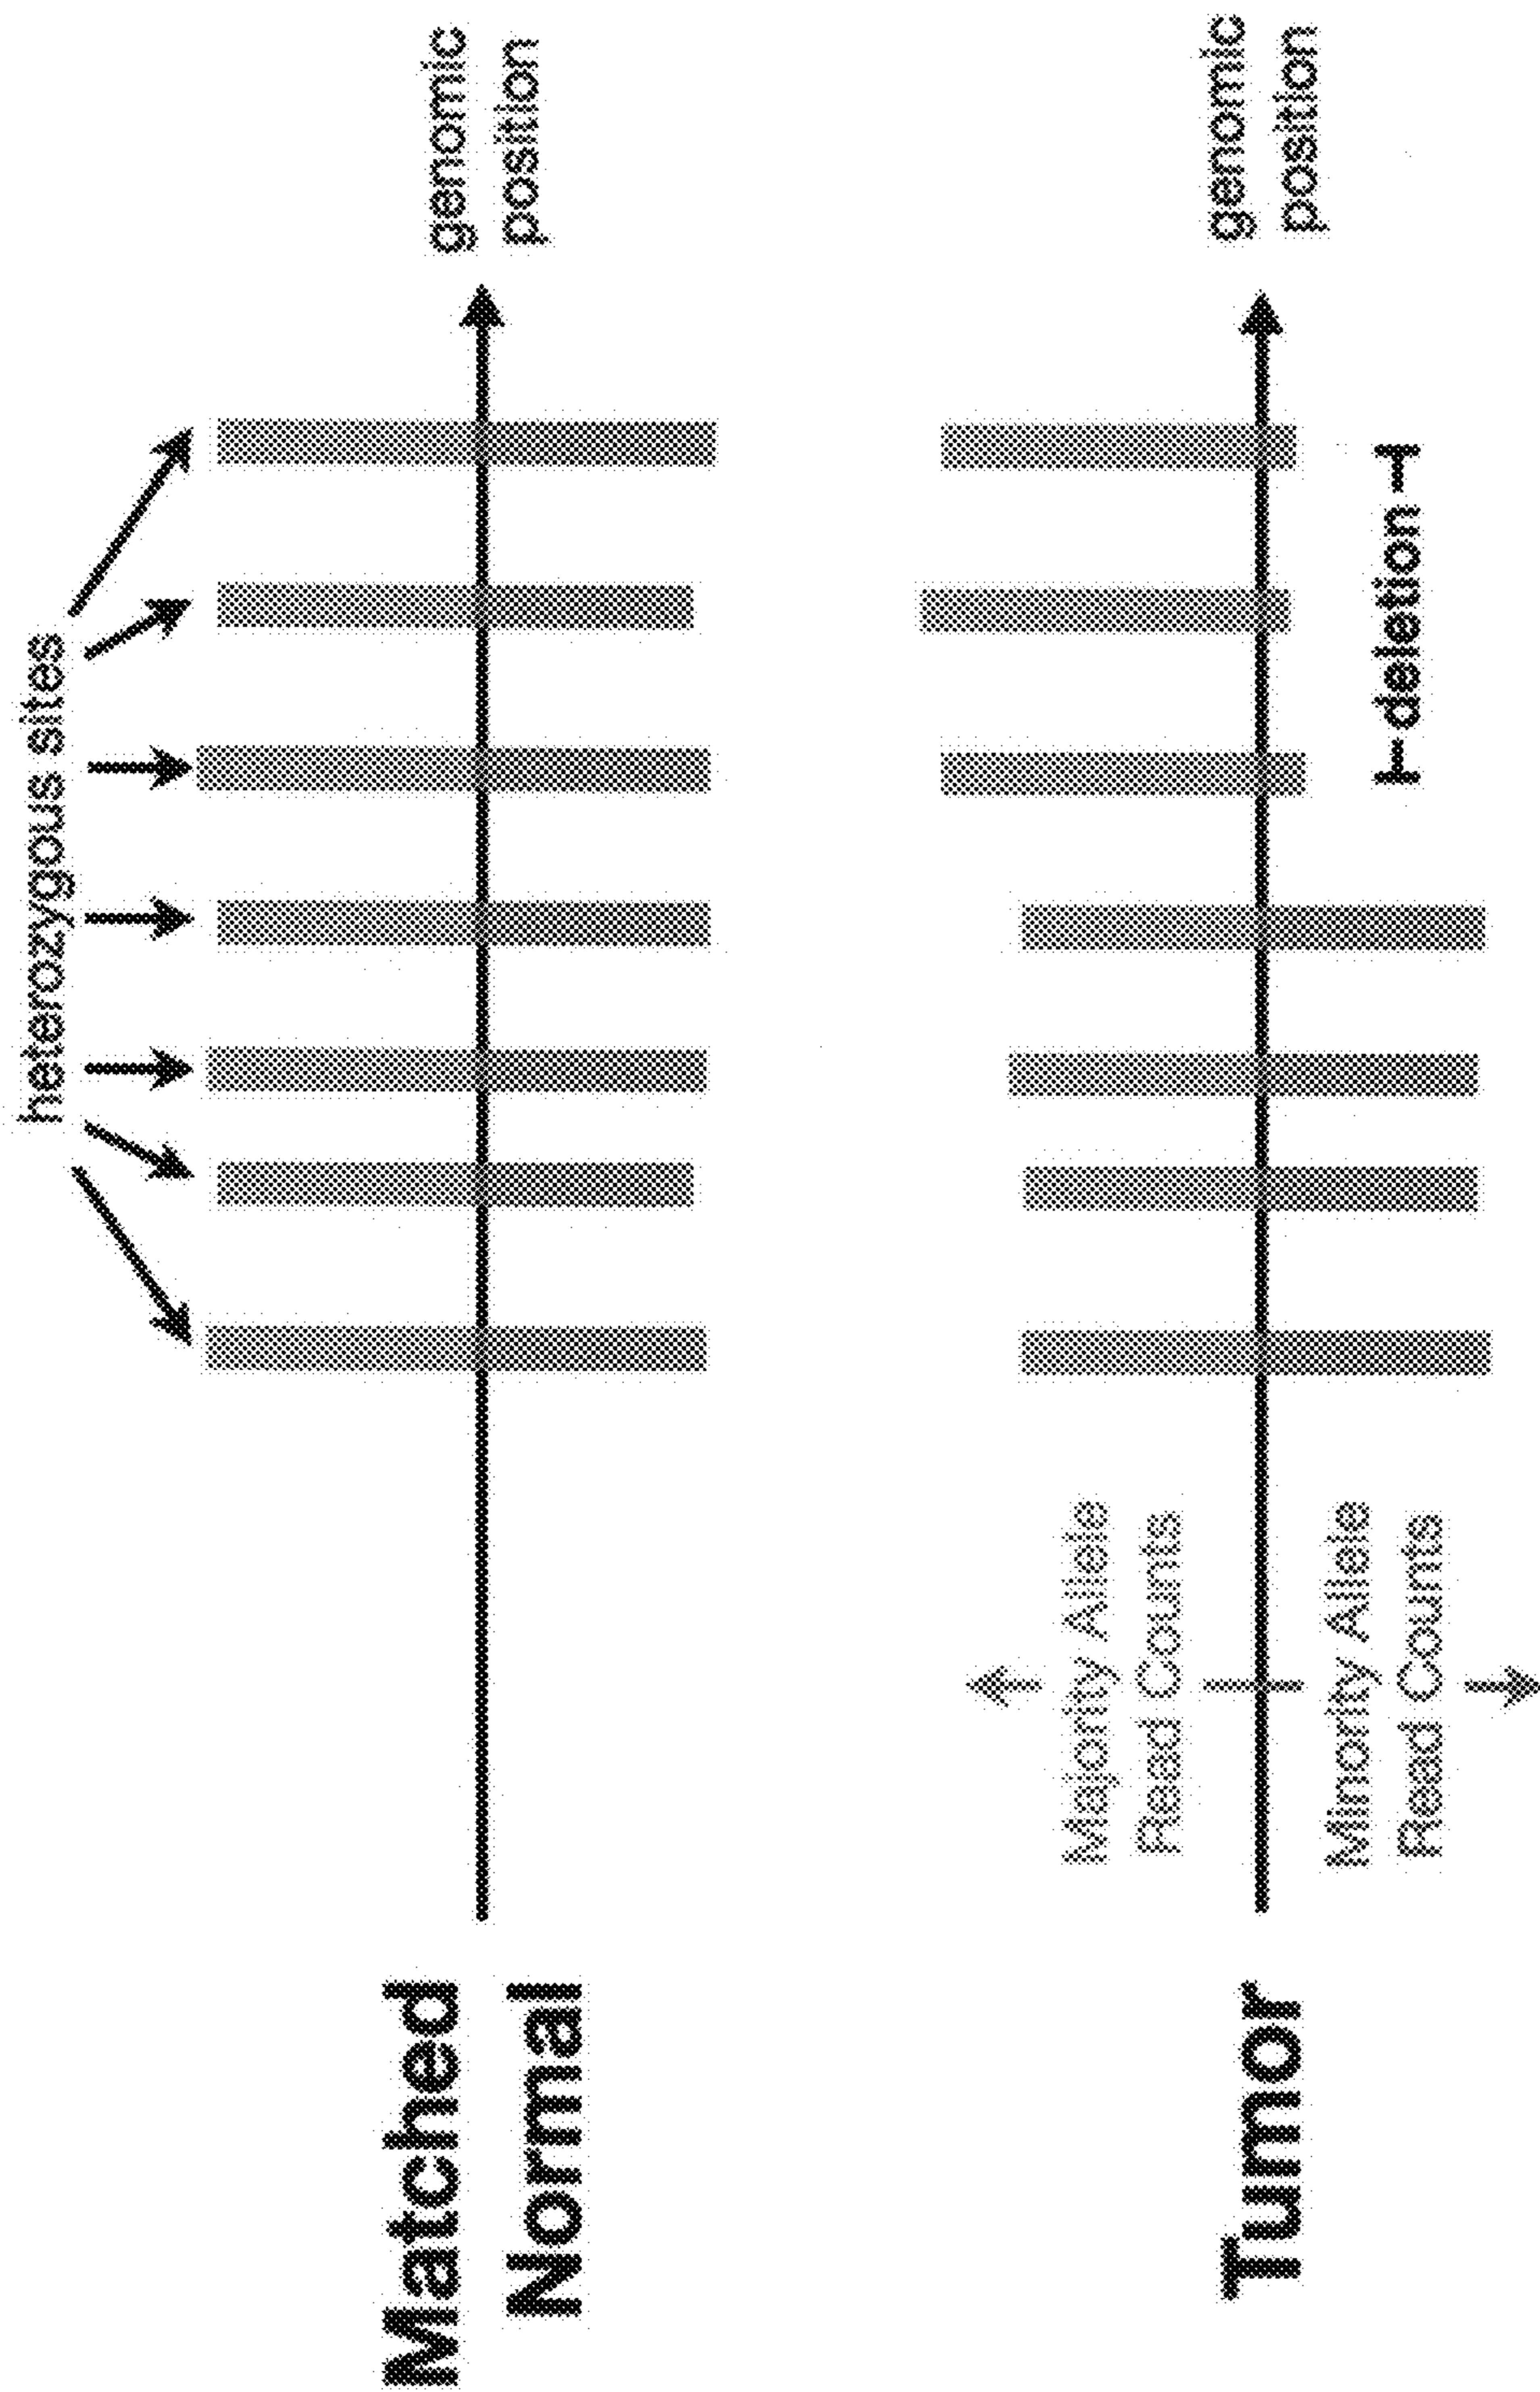 heterozygous sites
Matched
Normal
genomic
position
Majority Allele
Read Counts
Tumor
genomic
position
Minority Allele
Read Counts
deletion